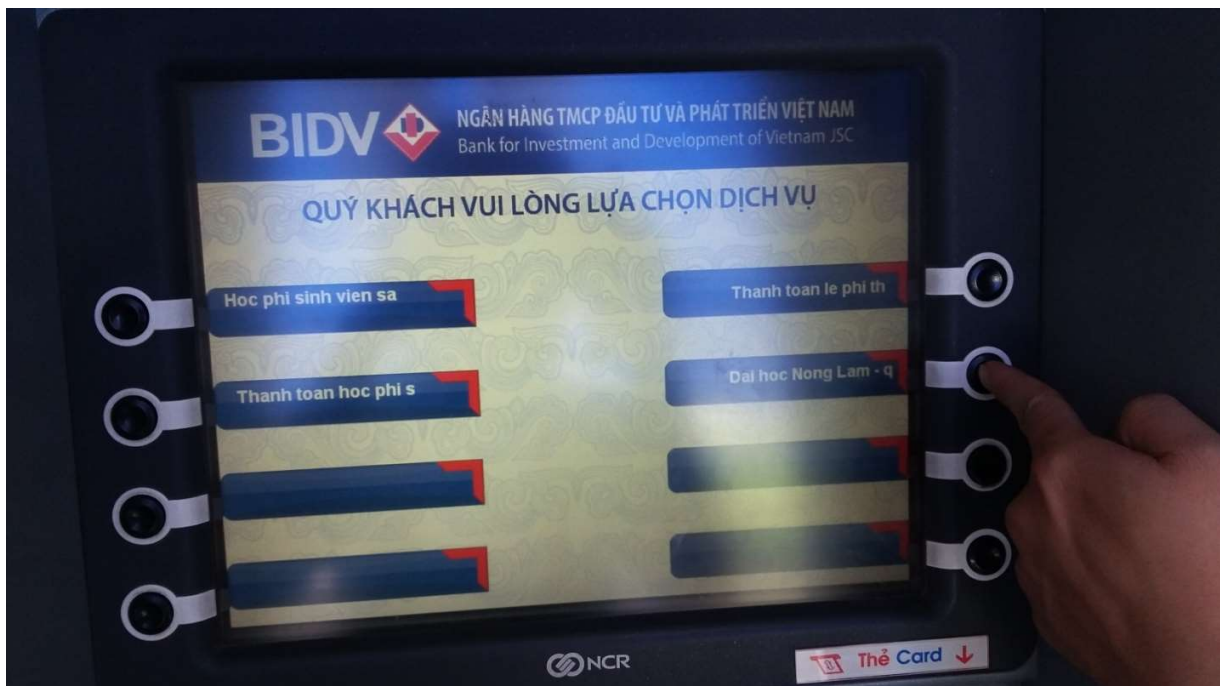 BIDV
NGÂN HÀNG TMCP ĐẦU TƯ VÀ PHÁT TRIỂN VIỆT NAM
Bank for Investment and Development of Vietnam JSC
QUÝ KHÁCH VUI LÒNG LỰA CHỌN DỊCH VỤ
Hoc phi sinh vien sa
Thanh toan le phi th
Thanh toan hoc phi s
Dai hoc Nong Lam - q
NCR
Thẻ Card